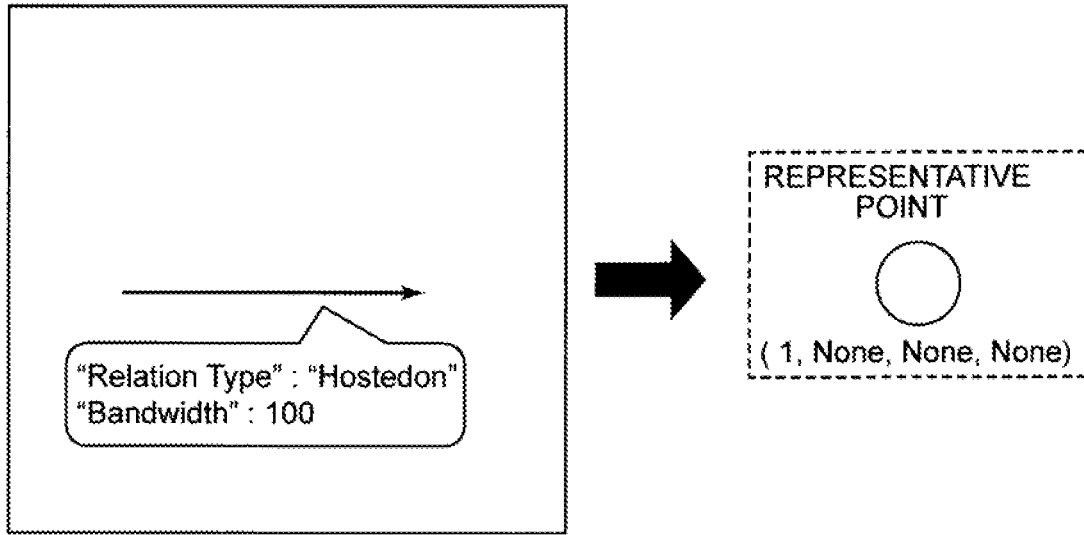 “Relation Type” : “Hostedon”
“Bandwidth” : 100
REPRESENTATIVE
POINT
( 1, None, None, None)